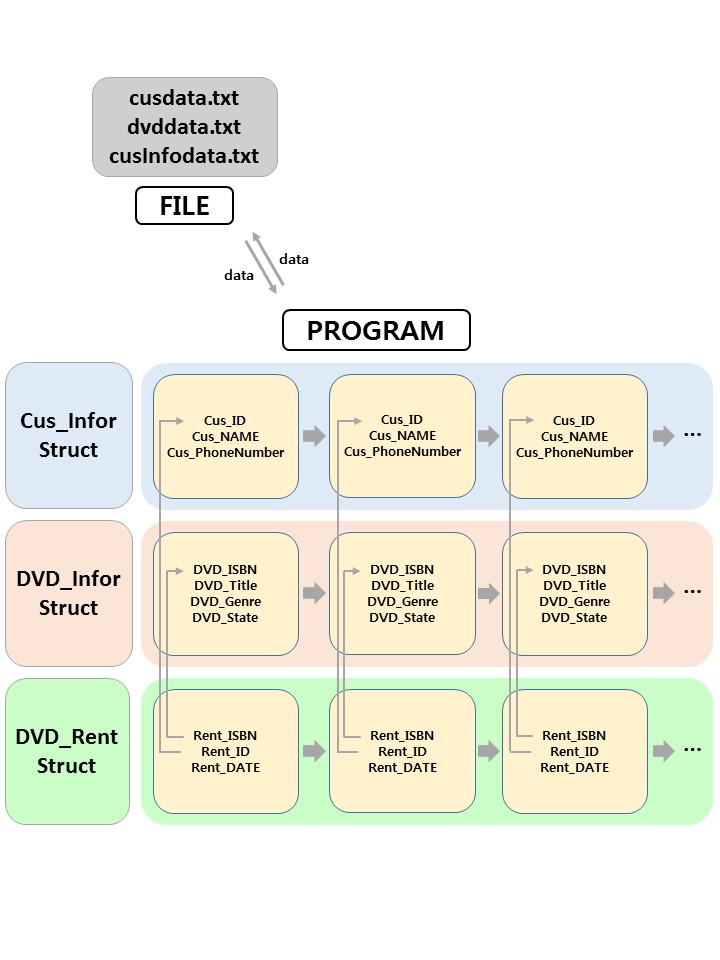 cusdata.txt
dvddata.txt
cusInfodata.txt
FILE
data
data
PROGRAM
Cus_Infor
Struct
Cus_ID
Cus_NAME
Cus_PhoneNumber
Cus_ID
Cus_NAME
Cus_PhoneNumber
Cus_ID
Cus_NAME
Cus_PhoneNumber
...
DVD_Infor
Struct
DVD_ISBN
DVD_Title
DVD_Genre
DVD_State
DVD_ISBN
DVD_Title
DVD_Genre
DVD_State
DVD_ISBN
DVD_Title
DVD_Genre
DVD_State
...
DVD_Rent
Struct
Rent_ISBN
Rent_ID
Rent_DATE
Rent_ISBN
Rent_ID
Rent_DATE
Rent_ISBN
Rent_ID
Rent_DATE
...